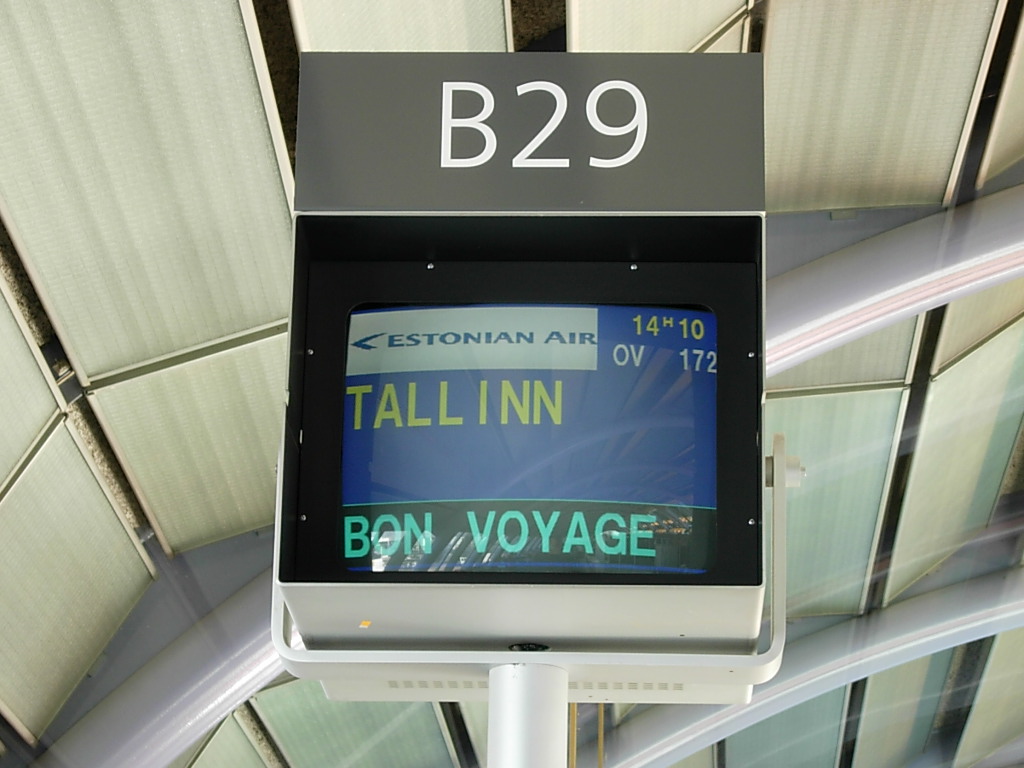 B29
ESTONIAN AIR
14H10
OV 172
TALLINN
BON VOYAGE